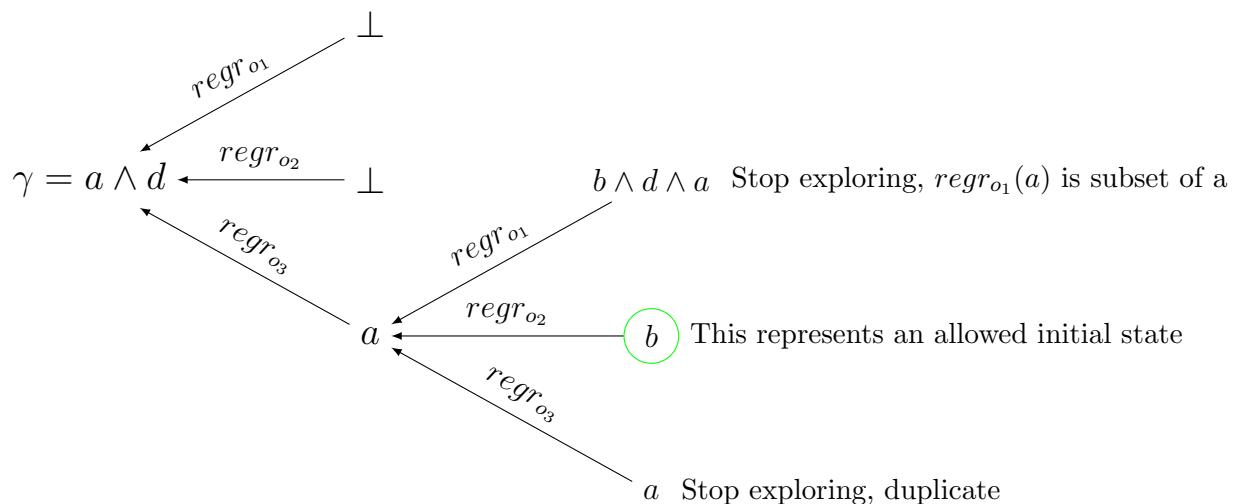 ⊥
regr_{o_1}
γ = a ∧ d
regr_{o_2}
⊥
b ∧ d ∧ a Stop exploring, regr_{o_1}(a) is subset of a
regr_{o_3}
regr_{o_1}
a
regr_{o_2}
b
This represents an allowed initial state
regr_{o_3}
a Stop exploring, duplicate